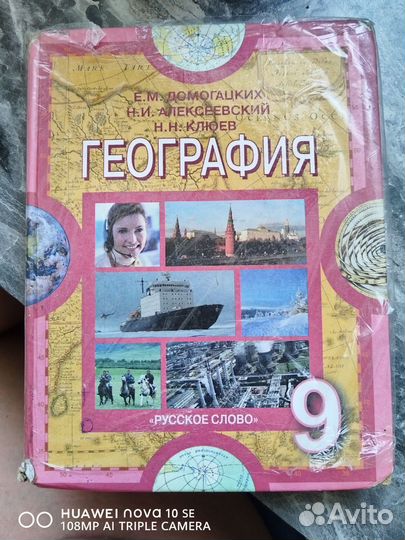 Е.М. ДОМОГАЦКИХ
Н.И. АЛЕКСЕЕВСКИЙ
Н.Н. КЛЮЕВ
ГЕОГРАФИЯ
«РУССКОЕ СЛОВО»
9
HUAWEI nova 10 SE
108MP AI TRIPLE CAMERA
Avito